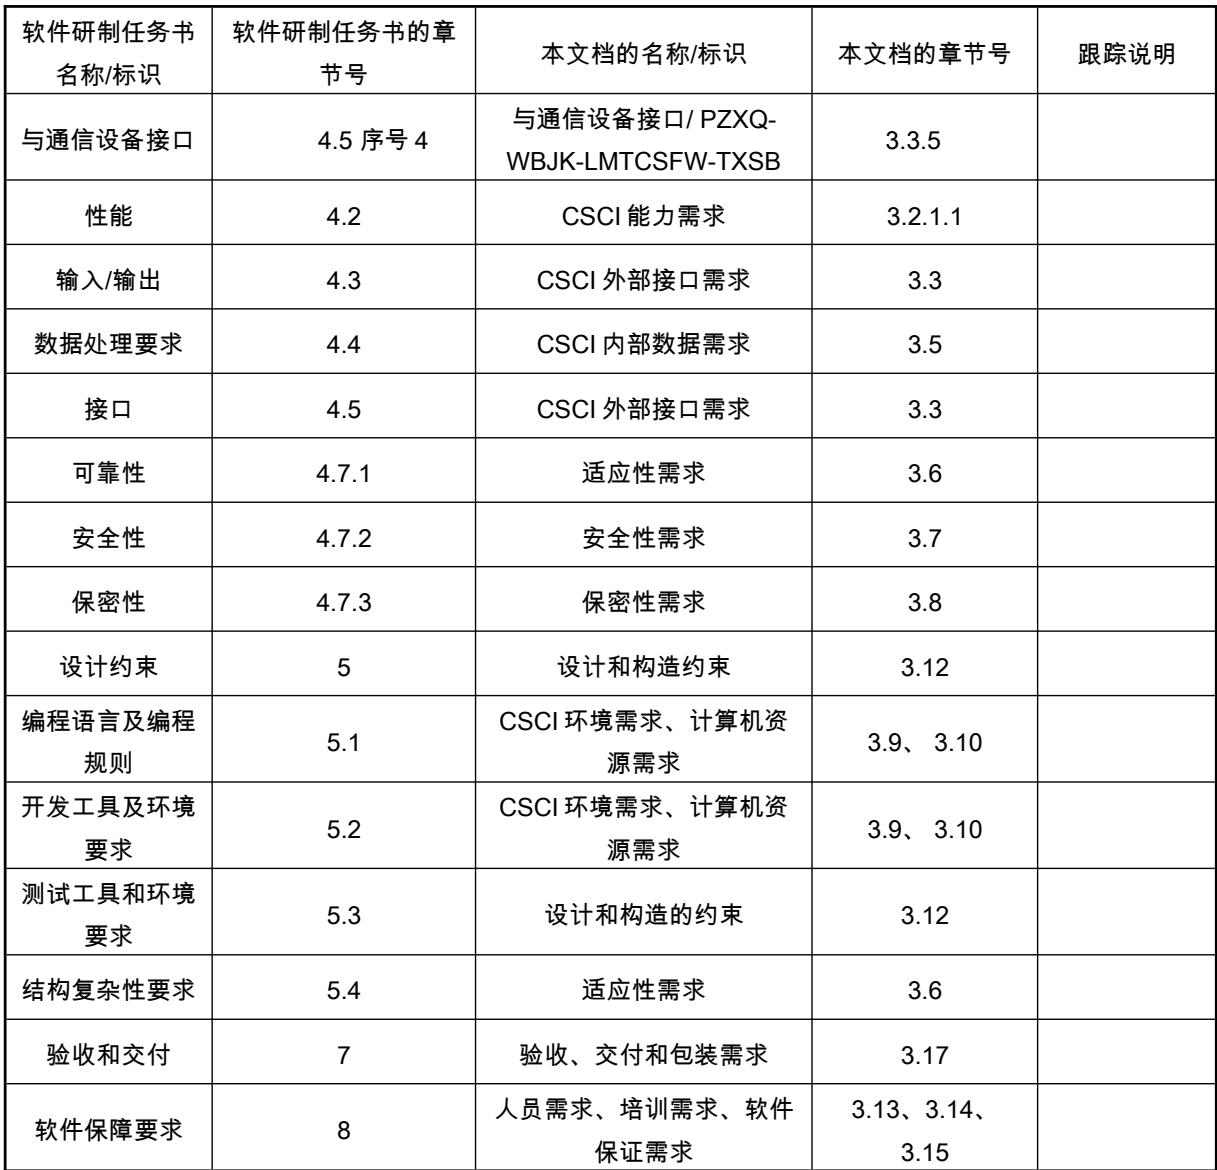 软件研制任务书名称/标识 软件研制任务书的章节号 本文档的名称/标识 本文档的章节号 跟踪说明
与通信设备接口 4.5 序号 4 与通信设备接口/ PZXQ-WBJK-LMTCSFW-TXSB 3.3.5
性能 4.2 CSCI 能力需求 3.2.1.1
输入/输出 4.3 CSCI 外部接口需求 3.3
数据处理要求 4.4 CSCI 内部数据需求 3.5
接口 4.5 CSCI 外部接口需求 3.3
可靠性 4.7.1 适应性需求 3.6
安全性 4.7.2 安全性需求 3.7
保密性 4.7.3 保密性需求 3.8
设计约束 5 设计和构造约束 3.12
编程语言及编程规则 5.1 CSCI 环境需求、计算机资源需求 3.9、 3.10
开发工具及环境要求 5.2 CSCI 环境需求、计算机资源需求 3.9、 3.10
测试工具和环境要求 5.3 设计和构造的约束 3.12
结构复杂性要求 5.4 适应性需求 3.6
验收和交付 7 验收、交付和包装需求 3.17
软件保障要求 8 人员需求、培训需求、软件保证需求 3.13、3.14、3.15